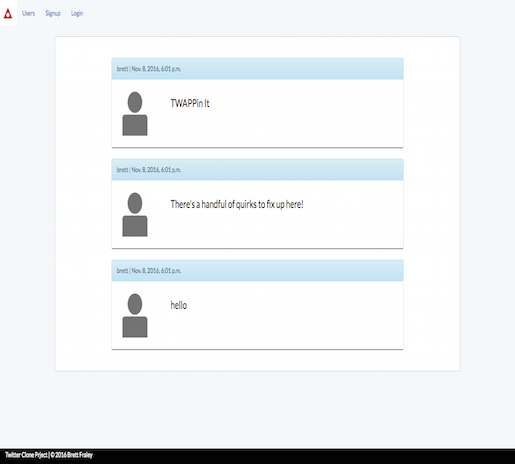 Users Signup Login
brett | Nov. 8, 2016, 6:01 p.m.
TWAPPin It
brett | Nov. 8, 2016, 6:01 p.m.
There's a handful of quirks to fix up here!
brett | Nov. 8, 2016, 6:01 p.m.
hello
Twitter Clone Prject | © 2016 Brett Fraley